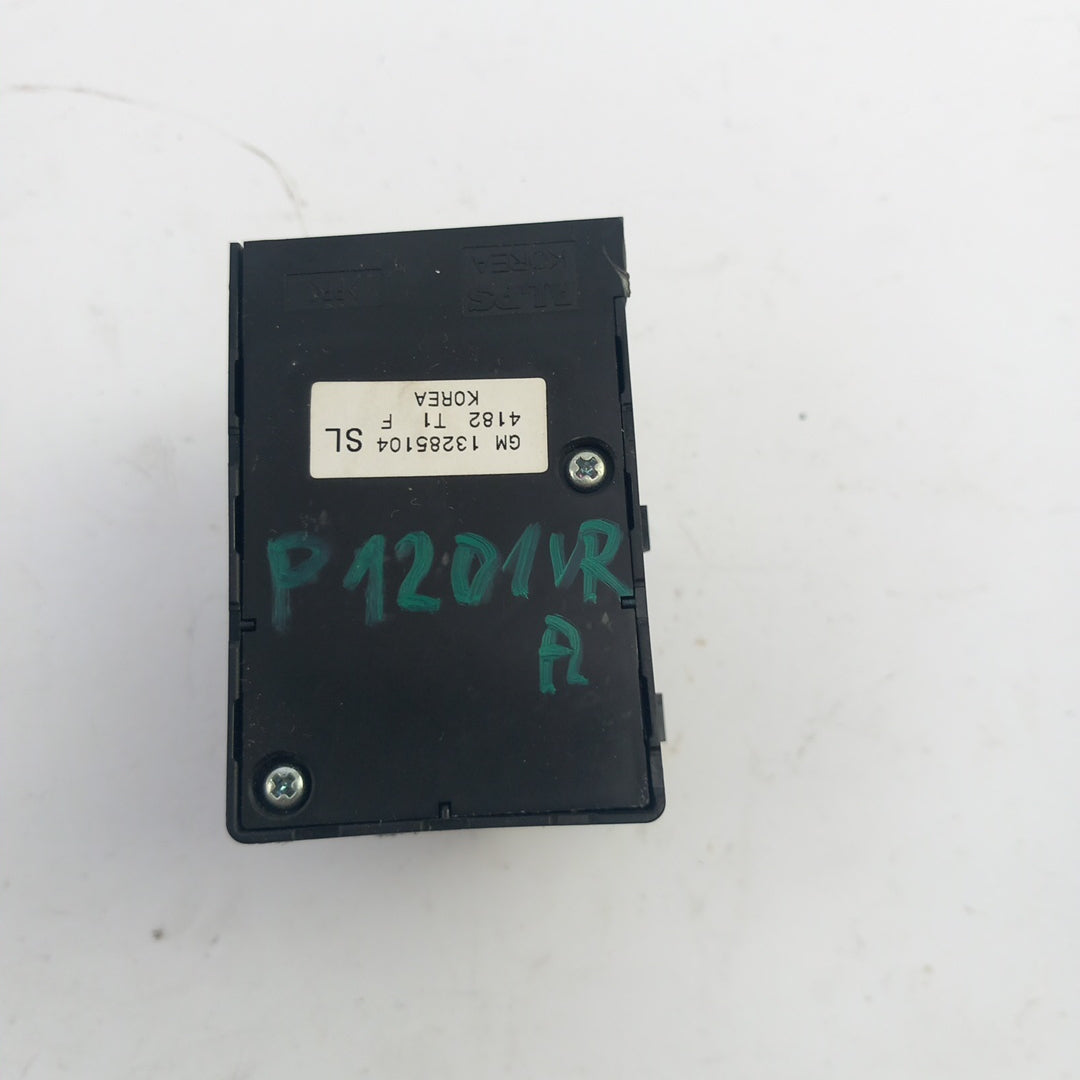 GM 13285104 SL
4182 T1 F
KOREA
P1201VR
A
ALPS
KOREA